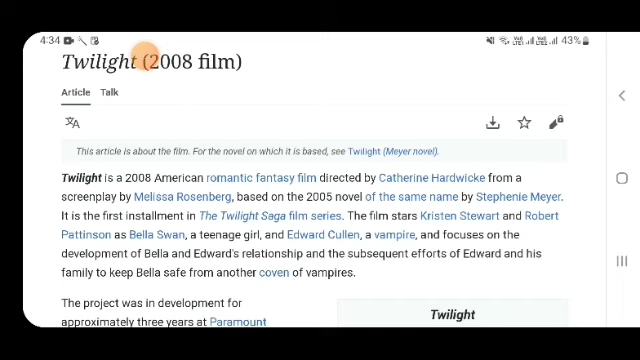 4:34
43%
Twilight (2008 film)
Article Talk
This article is about the film. For the novel on which it is based, see Twilight (Meyer novel).
Twilight is a 2008 American romantic fantasy film directed by Catherine Hardwicke from a
screenplay by Melissa Rosenberg, based on the 2005 novel of the same name by Stephenie Meyer.
It is the first installment in The Twilight Saga film series. The film stars Kristen Stewart and Robert
Pattinson as Bella Swan, a teenage girl, and Edward Cullen, a vampire, and focuses on the
development of Bella and Edward's relationship and the subsequent efforts of Edward and his
family to keep Bella safe from another coven of vampires.
The project was in development for
approximately three years at Paramount
Twilight